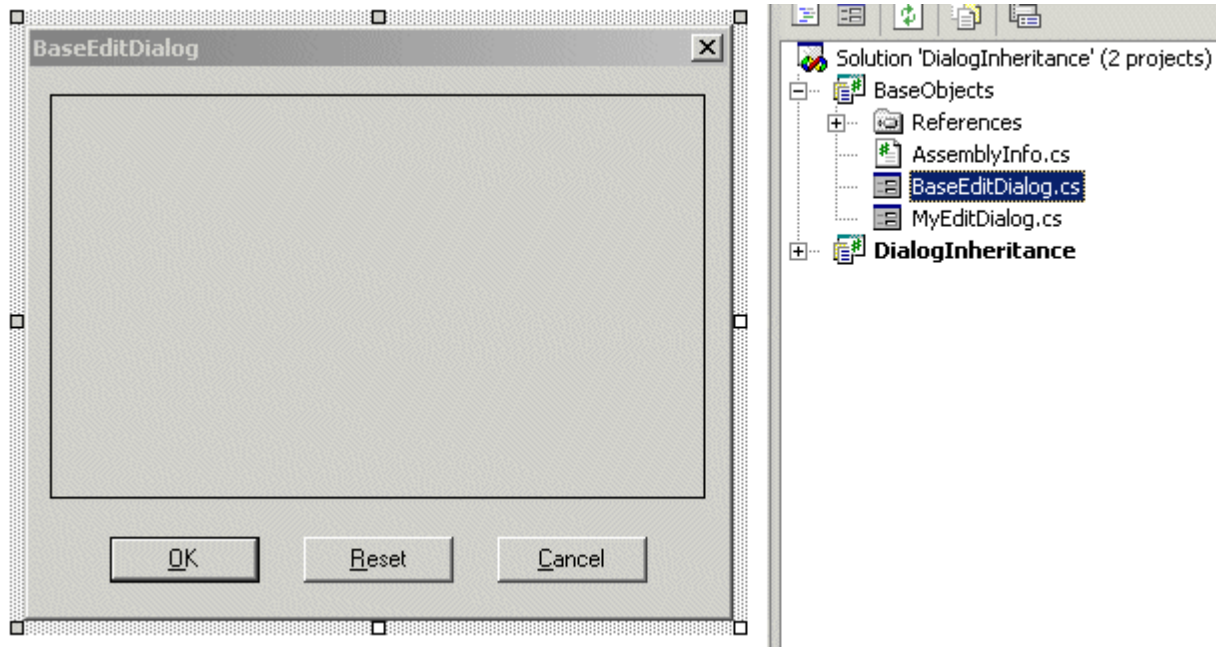 BaseEditDialog
OK
Reset
Cancel
Solution 'DialogInheritance' (2 projects)
BaseObjects
References
AssemblyInfo.cs
BaseEditDialog.cs
MyEditDialog.cs
DialogInheritance